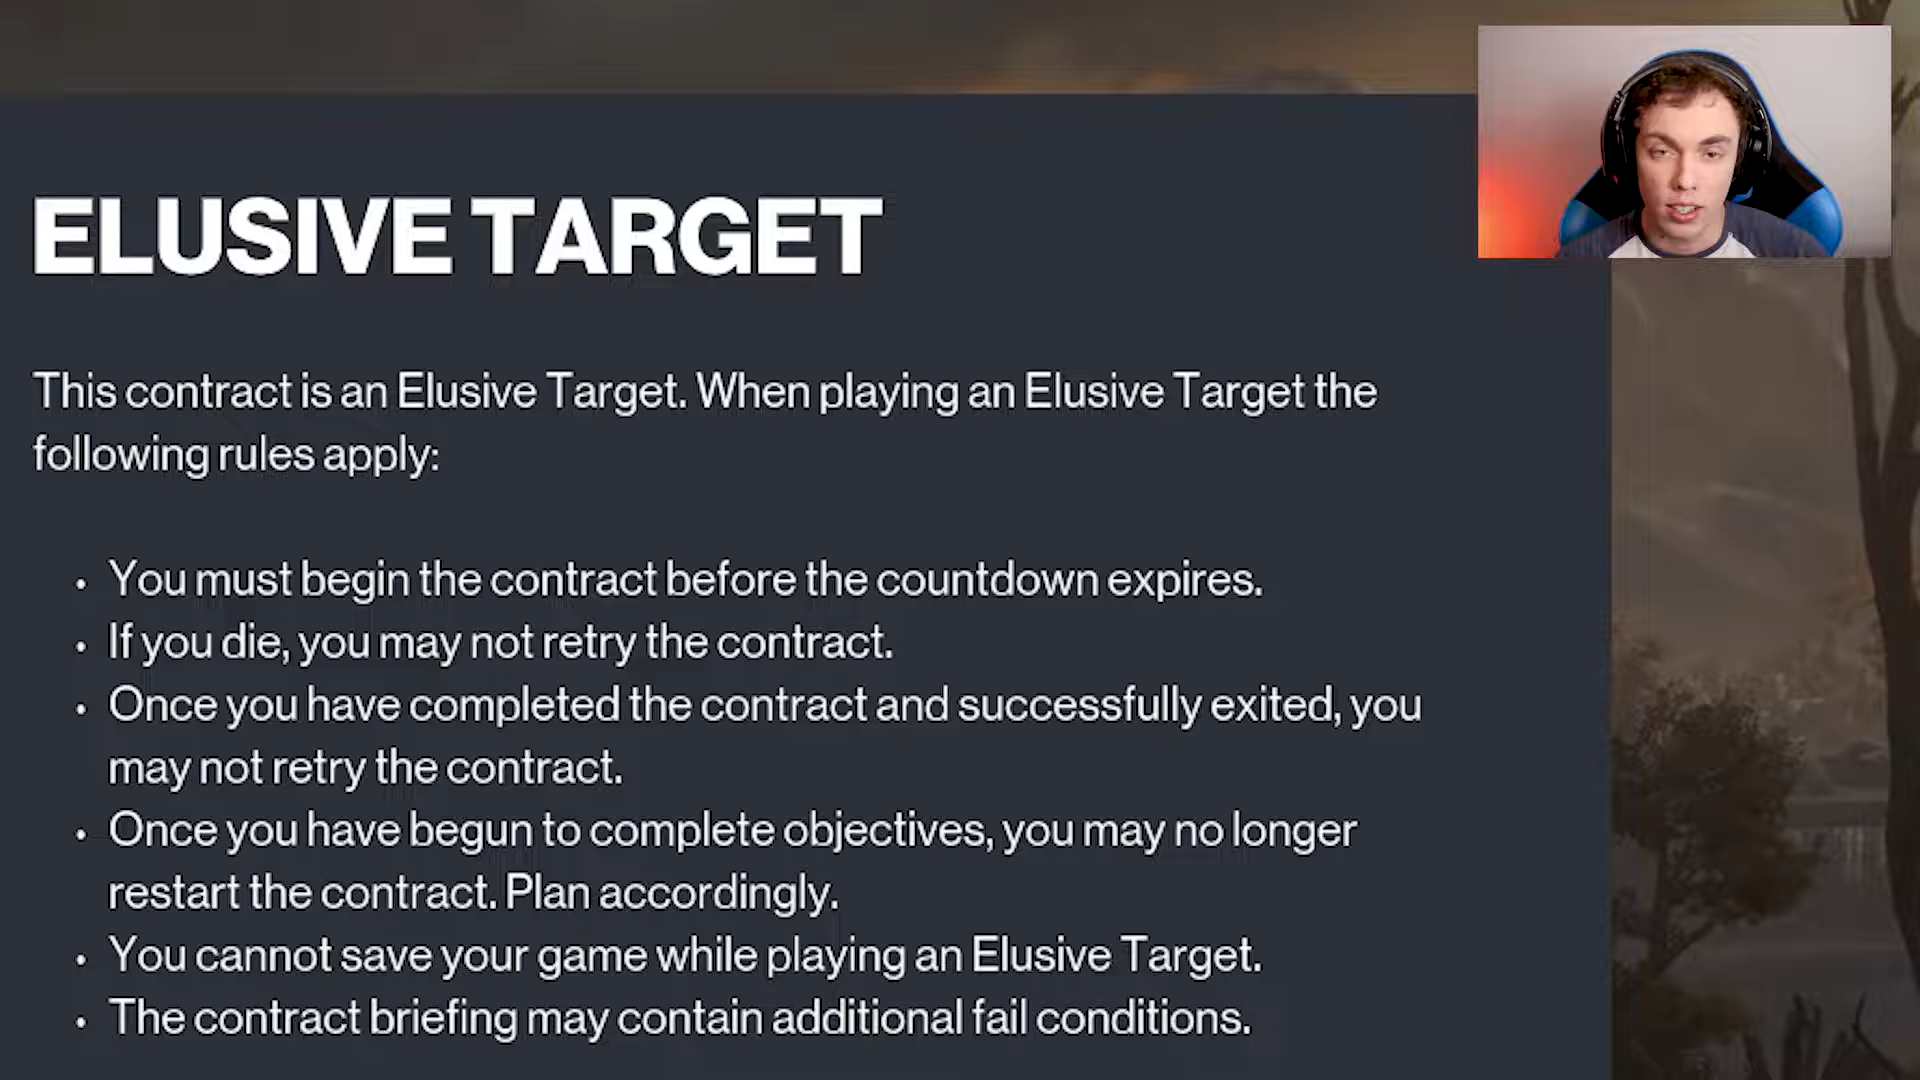 ELUSIVE TARGET
This contract is an Elusive Target. When playing an Elusive Target the
following rules apply:
• You must begin the contract before the countdown expires.
• If you die, you may not retry the contract.
• Once you have completed the contract and successfully exited, you
may not retry the contract.
• Once you have begun to complete objectives, you may no longer
restart the contract. Plan accordingly.
• You cannot save your game while playing an Elusive Target.
• The contract briefing may contain additional fail conditions.